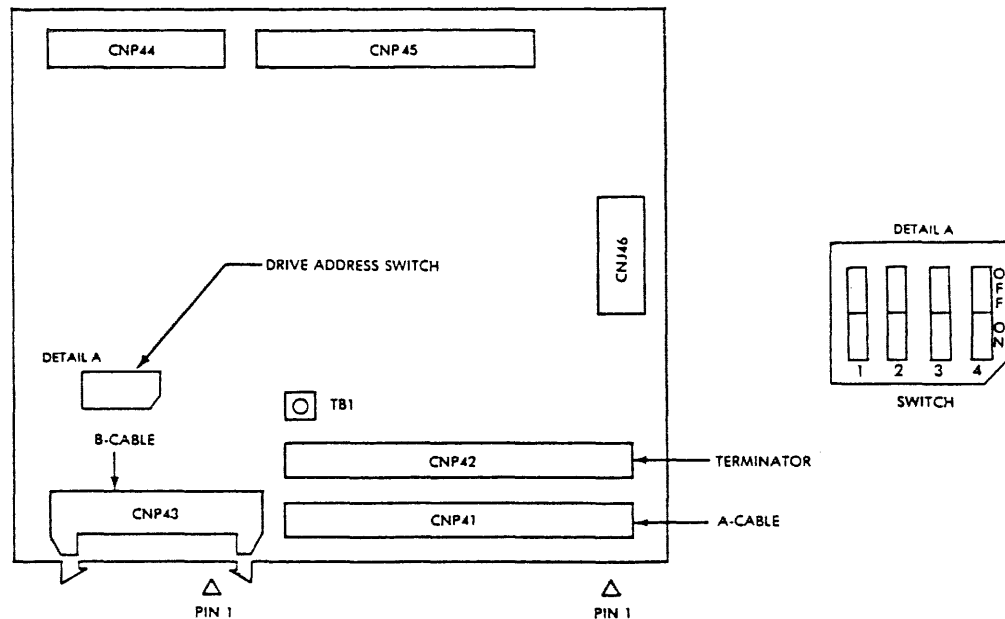 CNP44
CNP45
CNJ46
DRIVE ADDRESS SWITCH
DETAIL A
TB1
B-CABLE
CNP42
TERMINATOR
CNP43
CNP41
A-CABLE
PIN 1
PIN 1
DETAIL A
OFF
ON
1 2 3 4
SWITCH